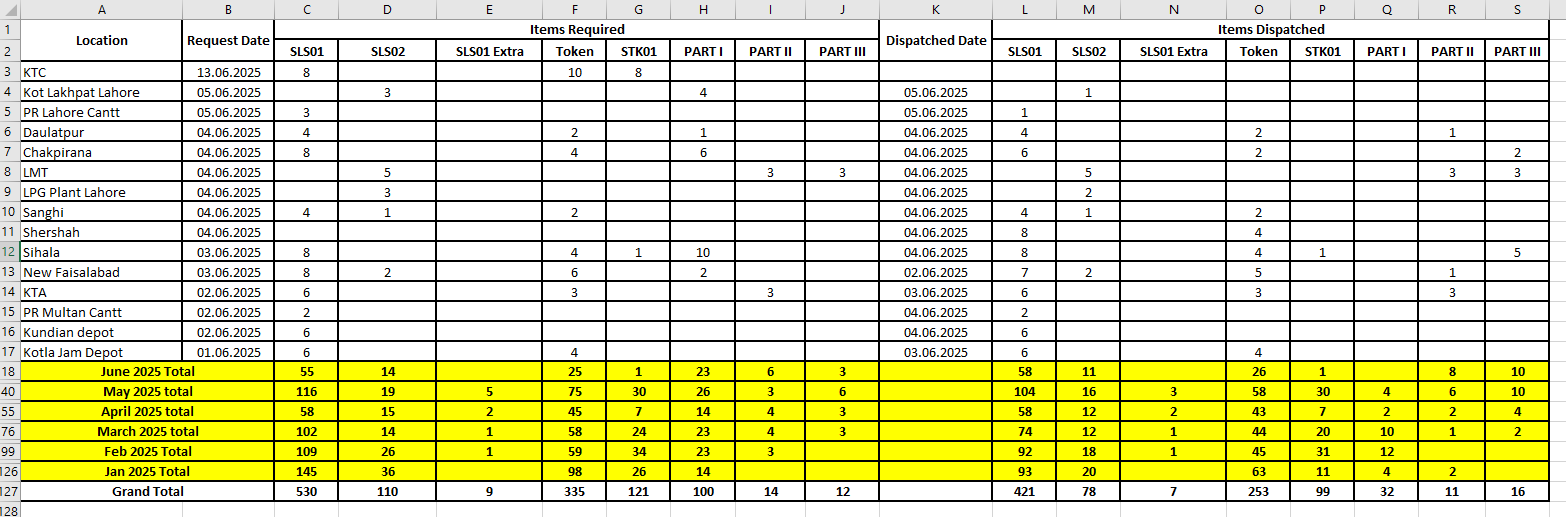 A B C D E F G H I J K L M N O P Q R S
1 Location Request Date Items Required Dispatched Date Items Dispatched
2 SLS01 SLS02 SLS01 Extra Token STK01 PART I PART II PART III SLS01 SLS02 SLS01 Extra Token STK01 PART I PART II PART III
3 KTC 13.06.2025 8 10 8
4 Kot Lakhpat Lahore 05.06.2025 3 4 05.06.2025 1
5 PR Lahore Cantt 05.06.2025 3 05.06.2025 1
6 Daulatpur 04.06.2025 4 2 1 04.06.2025 4 2 1
7 Chakpirana 04.06.2025 8 4 6 04.06.2025 6 2 2
8 LMT 04.06.2025 5 3 3 04.06.2025 5 3 3
9 LPG Plant Lahore 04.06.2025 3 04.06.2025 2
10 Sanghi 04.06.2025 4 1 2 04.06.2025 4 1 2
11 Shershah 04.06.2025 04.06.2025 8 4
12 Sihala 03.06.2025 8 4 1 10 04.06.2025 8 4 1 5
13 New Faisalabad 03.06.2025 8 2 6 2 02.06.2025 7 2 5 1
14 KTA 02.06.2025 6 3 3 03.06.2025 6 3 3
15 PR Multan Cantt 02.06.2025 2 04.06.2025 2
16 Kundian depot 02.06.2025 6 04.06.2025 6
17 Kotla Jam Depot 01.06.2025 6 4 03.06.2025 6 4
18 June 2025 Total 55 14 25 1 23 6 3 58 11 26 1 8 10
40 May 2025 total 116 19 5 75 30 26 3 6 104 16 3 58 30 4 6 10
55 April 2025 total 58 15 2 45 7 14 4 3 58 12 2 43 7 2 2 4
76 March 2025 total 102 14 1 58 24 23 4 3 74 12 1 44 20 10 1 2
99 Feb 2025 total 109 26 1 59 34 23 3 92 18 1 45 31 12
126 Jan 2025 Total 145 36 98 26 14 93 20 63 11 4 2
127 Grand Total 530 110 9 335 121 100 14 12 421 78 7 253 99 32 11 16
128